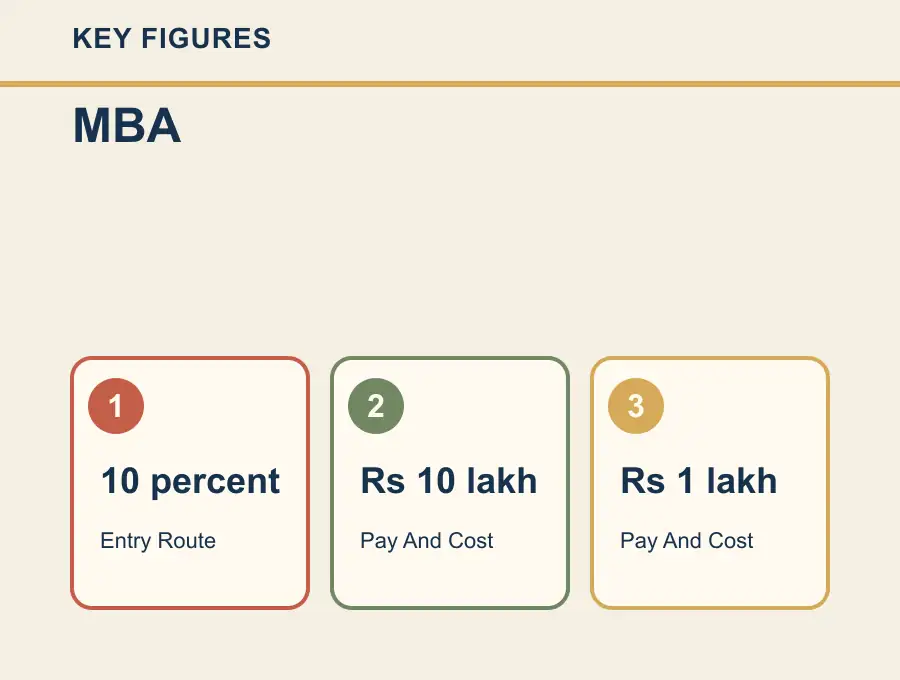 KEY FIGURES
MBA
1
10 percent
Entry Route
2
Rs 10 lakh
Pay And Cost
3
Rs 1 lakh
Pay And Cost